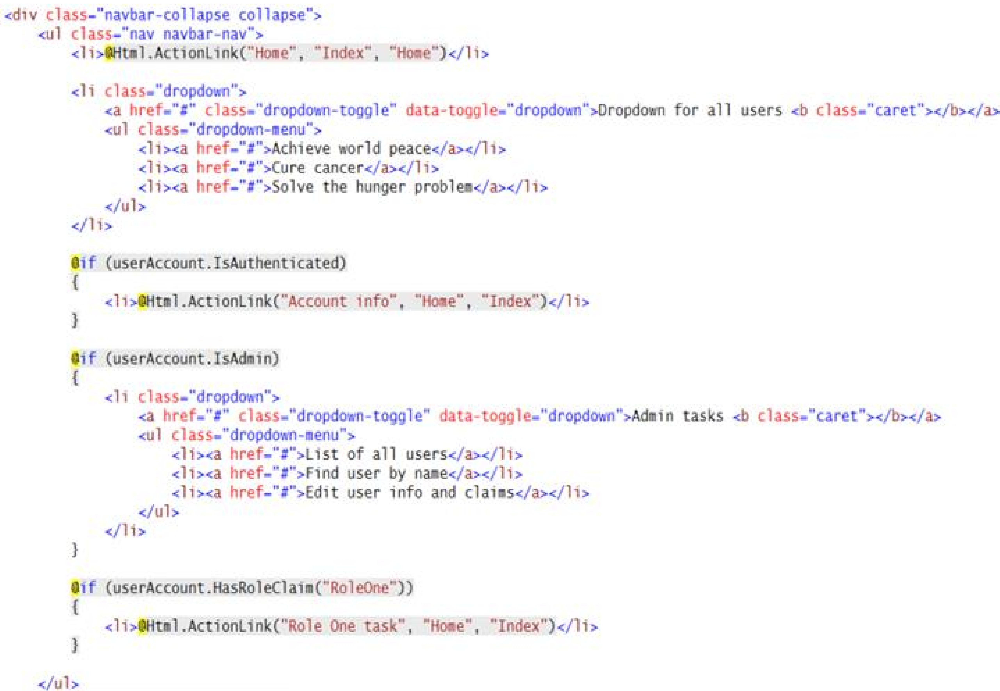 <div class="navbar-collapse collapse">
    <ul class="nav navbar-nav">
        <li>@Html.ActionLink("Home", "Index", "Home")</li>

        <li class="dropdown">
            <a href="#" class="dropdown-toggle" data-toggle="dropdown">Dropdown for all users <b class="caret"></b></a>
            <ul class="dropdown-menu">
                <li><a href="#">Achieve world peace</a></li>
                <li><a href="#">Cure cancer</a></li>
                <li><a href="#">Solve the hunger problem</a></li>
            </ul>
        </li>

        @if (userAccount.IsAuthenticated)
        {
            <li>@Html.ActionLink("Account info", "Home", "Index")</li>
        }

        @if (userAccount.IsAdmin)
        {
            <li class="dropdown">
                <a href="#" class="dropdown-toggle" data-toggle="dropdown">Admin tasks <b class="caret"></b></a>
                <ul class="dropdown-menu">
                    <li><a href="#">List of all users</a></li>
                    <li><a href="#">Find user by name</a></li>
                    <li><a href="#">Edit user info and claims</a></li>
                </ul>
            </li>
        }

        @if (userAccount.HasRoleClaim("RoleOne"))
        {
            <li>@Html.ActionLink("Role One task", "Home", "Index")</li>
        }

    </ul>